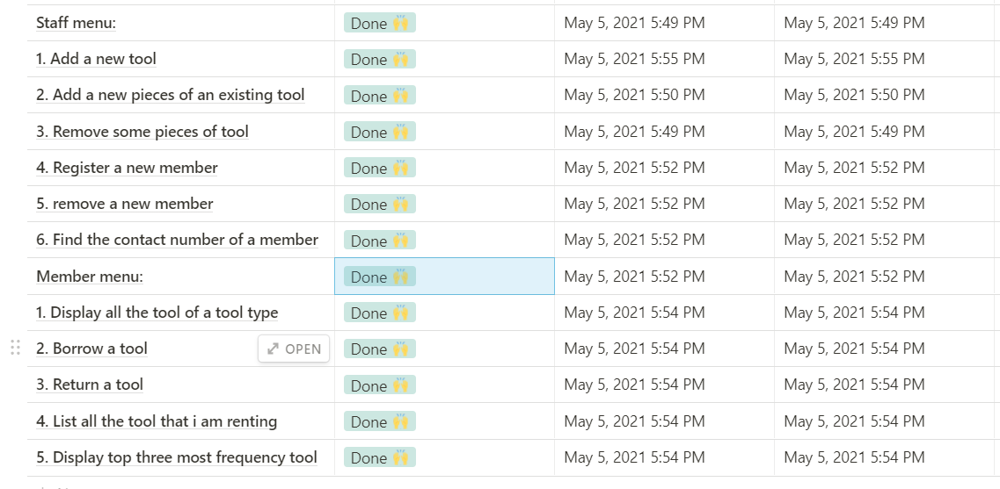 Staff menu: Done 🙌 May 5, 2021 5:49 PM May 5, 2021 5:49 PM
1. Add a new tool Done 🙌 May 5, 2021 5:55 PM May 5, 2021 5:55 PM
2. Add a new pieces of an existing tool Done 🙌 May 5, 2021 5:50 PM May 5, 2021 5:50 PM
3. Remove some pieces of tool Done 🙌 May 5, 2021 5:49 PM May 5, 2021 5:49 PM
4. Register a new member Done 🙌 May 5, 2021 5:52 PM May 5, 2021 5:52 PM
5. remove a new member Done 🙌 May 5, 2021 5:52 PM May 5, 2021 5:52 PM
6. Find the contact number of a member Done 🙌 May 5, 2021 5:52 PM May 5, 2021 5:52 PM
Member menu: Done 🙌 May 5, 2021 5:52 PM May 5, 2021 5:52 PM
1. Display all the tool of a tool type Done 🙌 May 5, 2021 5:54 PM May 5, 2021 5:54 PM
2. Borrow a tool OPEN Done 🙌 May 5, 2021 5:54 PM May 5, 2021 5:54 PM
3. Return a tool Done 🙌 May 5, 2021 5:54 PM May 5, 2021 5:54 PM
4. List all the tool that i am renting Done 🙌 May 5, 2021 5:54 PM May 5, 2021 5:54 PM
5. Display top three most frequency tool Done 🙌 May 5, 2021 5:54 PM May 5, 2021 5:54 PM